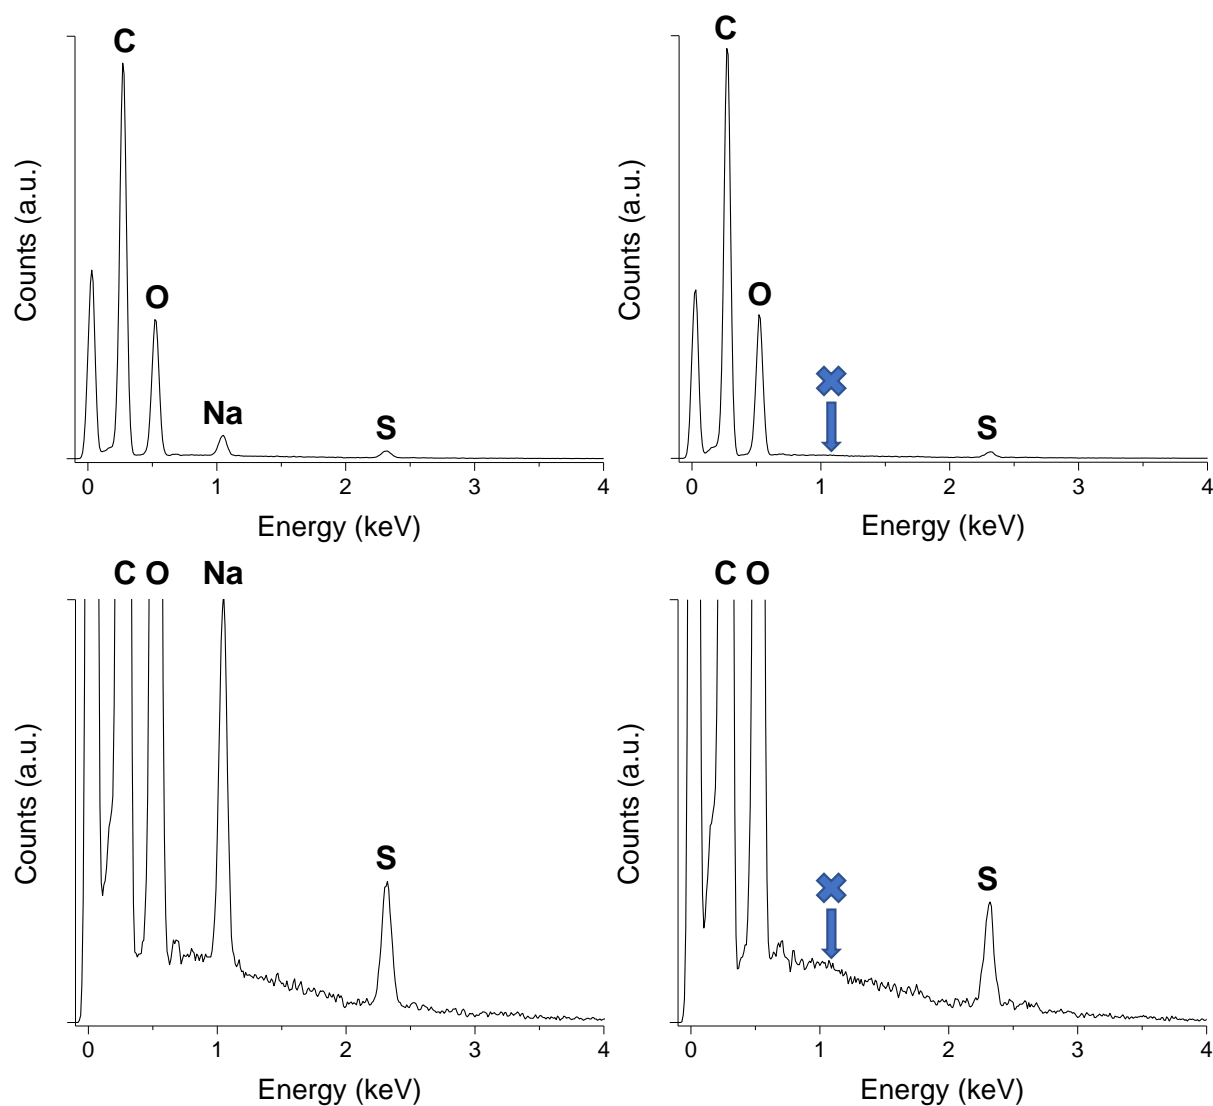 C
O
Na
S
Counts (a.u.)
0 1 2 3 4
Energy (keV)
C
O
S
Counts (a.u.)
0 1 2 3 4
Energy (keV)
C O Na
S
Counts (a.u.)
0 1 2 3 4
Energy (keV)
C O
S
Counts (a.u.)
0 1 2 3 4
Energy (keV)